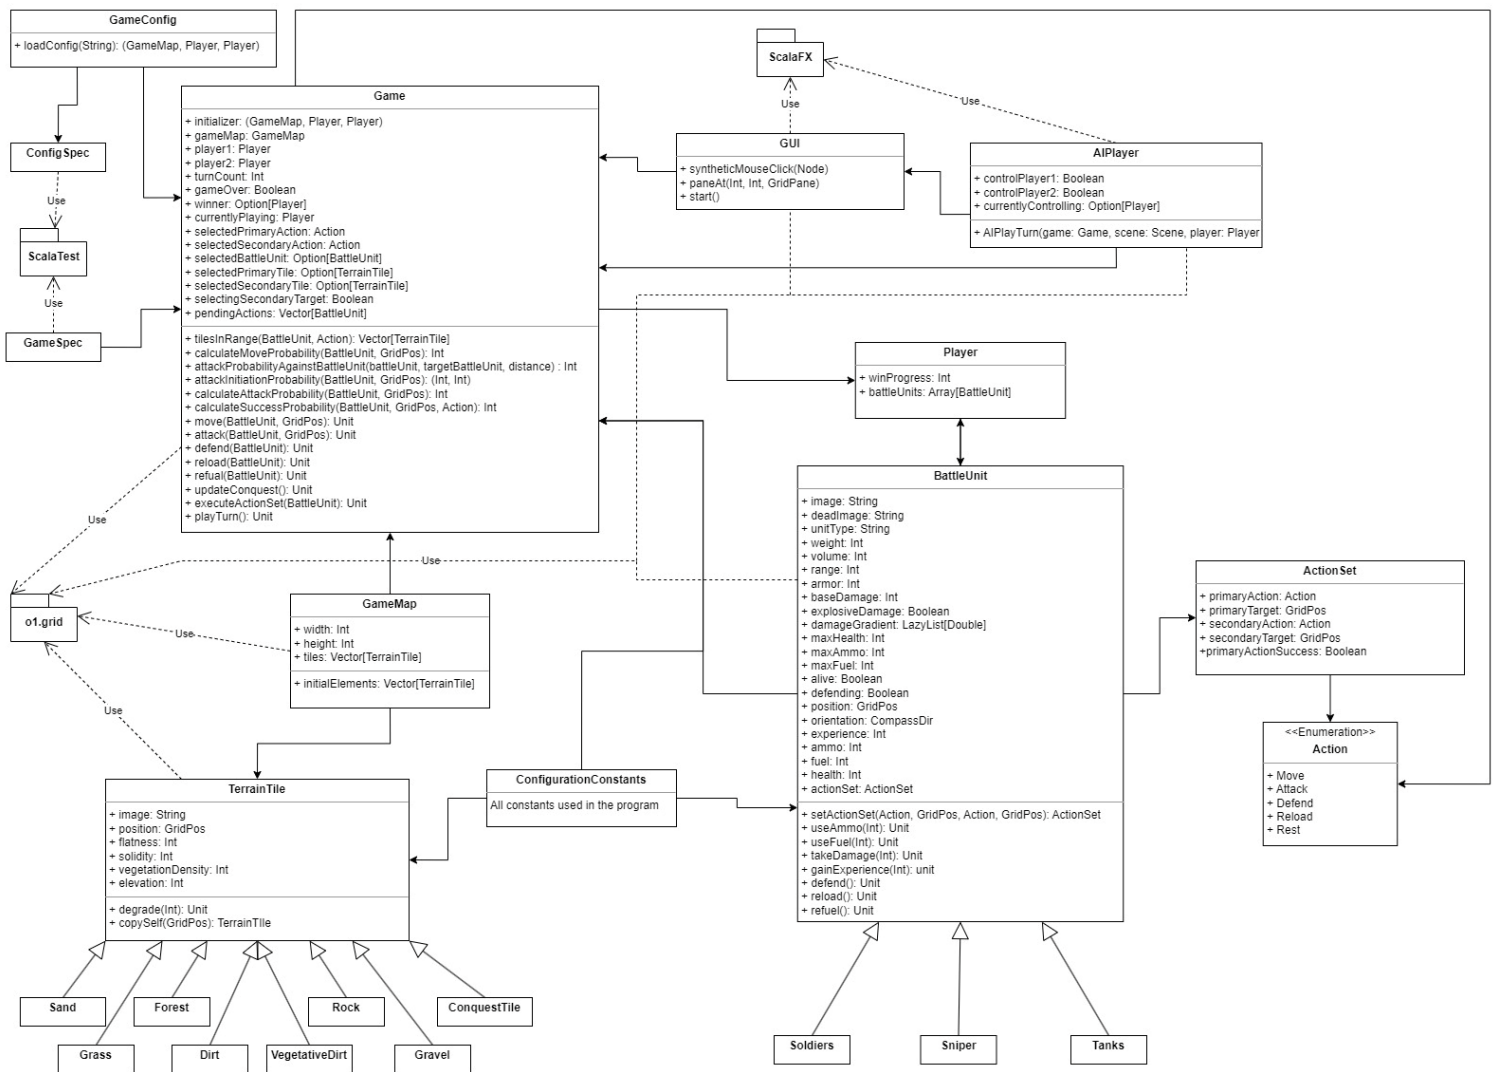 GameConfig
+ loadConfig(String): (GameMap, Player, Player)
ConfigSpec
Use
ScalaTest
Use
GameSpec
Game
+ initializer: (GameMap, Player, Player)
+ gameMap: GameMap
+ player1: Player
+ player2: Player
+ turnCount: Int
+ gameOver: Boolean
+ winner: Option[Player]
+ currentlyPlaying: Player
+ selectedPrimaryAction: Action
+ selectedSecondaryAction: Action
+ selectedBattleUnit: Option[BattleUnit]
+ selectedPrimaryTile: Option[TerrainTile]
+ selectedSecondaryTile: Option[TerrainTile]
+ selectingSecondaryTarget: Boolean
+ pendingActions: Vector[BattleUnit]
+ tilesInRange(BattleUnit, Action): Vector[TerrainTile]
+ calculateMoveProbability(BattleUnit, GridPos): Int
+ attackProbabilityAgainstBattleUnit(battleUnit, targetBattleUnit, distance) : Int
+ attackInitiationProbability(BattleUnit, GridPos): (Int, Int)
+ calculateAttackProbability(BattleUnit, GridPos): Int
+ calculateSuccessProbability(BattleUnit, GridPos, Action): Int
+ move(BattleUnit, GridPos): Unit
+ attack(BattleUnit, GridPos): Unit
+ defend(BattleUnit): Unit
+ reload(BattleUnit): Unit
+ refual(BattleUnit): Unit
+ updateConquest(): Unit
+ executeActionSet(BattleUnit): Unit
+ playTurn(): Unit
ScalaFX
Use
Use
GUI
+ syntheticMouseClick(Node)
+ paneAt(Int, Int, GridPane)
+ start()
AIPlayer
+ controlPlayer1: Boolean
+ controlPlayer2: Boolean
+ currentlyControlling: Option[Player]
+ AIPlayTurn(game: Game, scene: Scene, player: Player
Player
+ winProgress: Int
+ battleUnits: Array[BattleUnit]
BattleUnit
+ image: String
+ deadImage: String
+ unitType: String
+ weight: Int
+ volume: Int
+ range: Int
+ armor: Int
+ baseDamage: Int
+ explosiveDamage: Boolean
+ damageGradient: LazyList[Double]
+ maxHealth: Int
+ maxAmmo: Int
+ maxFuel: Int
+ alive: Boolean
+ defending: Boolean
+ position: GridPos
+ orientation: CompassDir
+ experience: Int
+ ammo: Int
+ fuel: Int
+ health: Int
+ actionSet: ActionSet
+ setActionSet(Action, GridPos, Action, GridPos): ActionSet
+ useAmmo(Int): Unit
+ useFuel(Int): Unit
+ takeDamage(Int): Unit
+ gainExperience(Int): unit
+ defend(): Unit
+ reload(): Unit
+ refuel(): Unit
ActionSet
+ primaryAction: Action
+ primaryTarget: GridPos
+ secondaryAction: Action
+ secondaryTarget: GridPos
+primaryActionSuccess: Boolean
<<Enumeration>>
Action
+ Move
+ Attack
+ Defend
+ Reload
+ Rest
Use
Use
o1.grid
Use
Use
GameMap
+ width: Int
+ height: Int
+ tiles: Vector[TerrainTile]
+ initialElements: Vector[TerrainTile]
ConfigurationConstants
All constants used in the program
TerrainTile
+ image: String
+ position: GridPos
+ flatness: Int
+ solidity: Int
+ vegetationDensity: Int
+ elevation: Int
+ degrade(Int): Unit
+ copySelf(GridPos): TerrainTIle
Sand
Forest
Rock
ConquestTile
Grass
Dirt
VegetativeDirt
Gravel
Soldiers
Sniper
Tanks